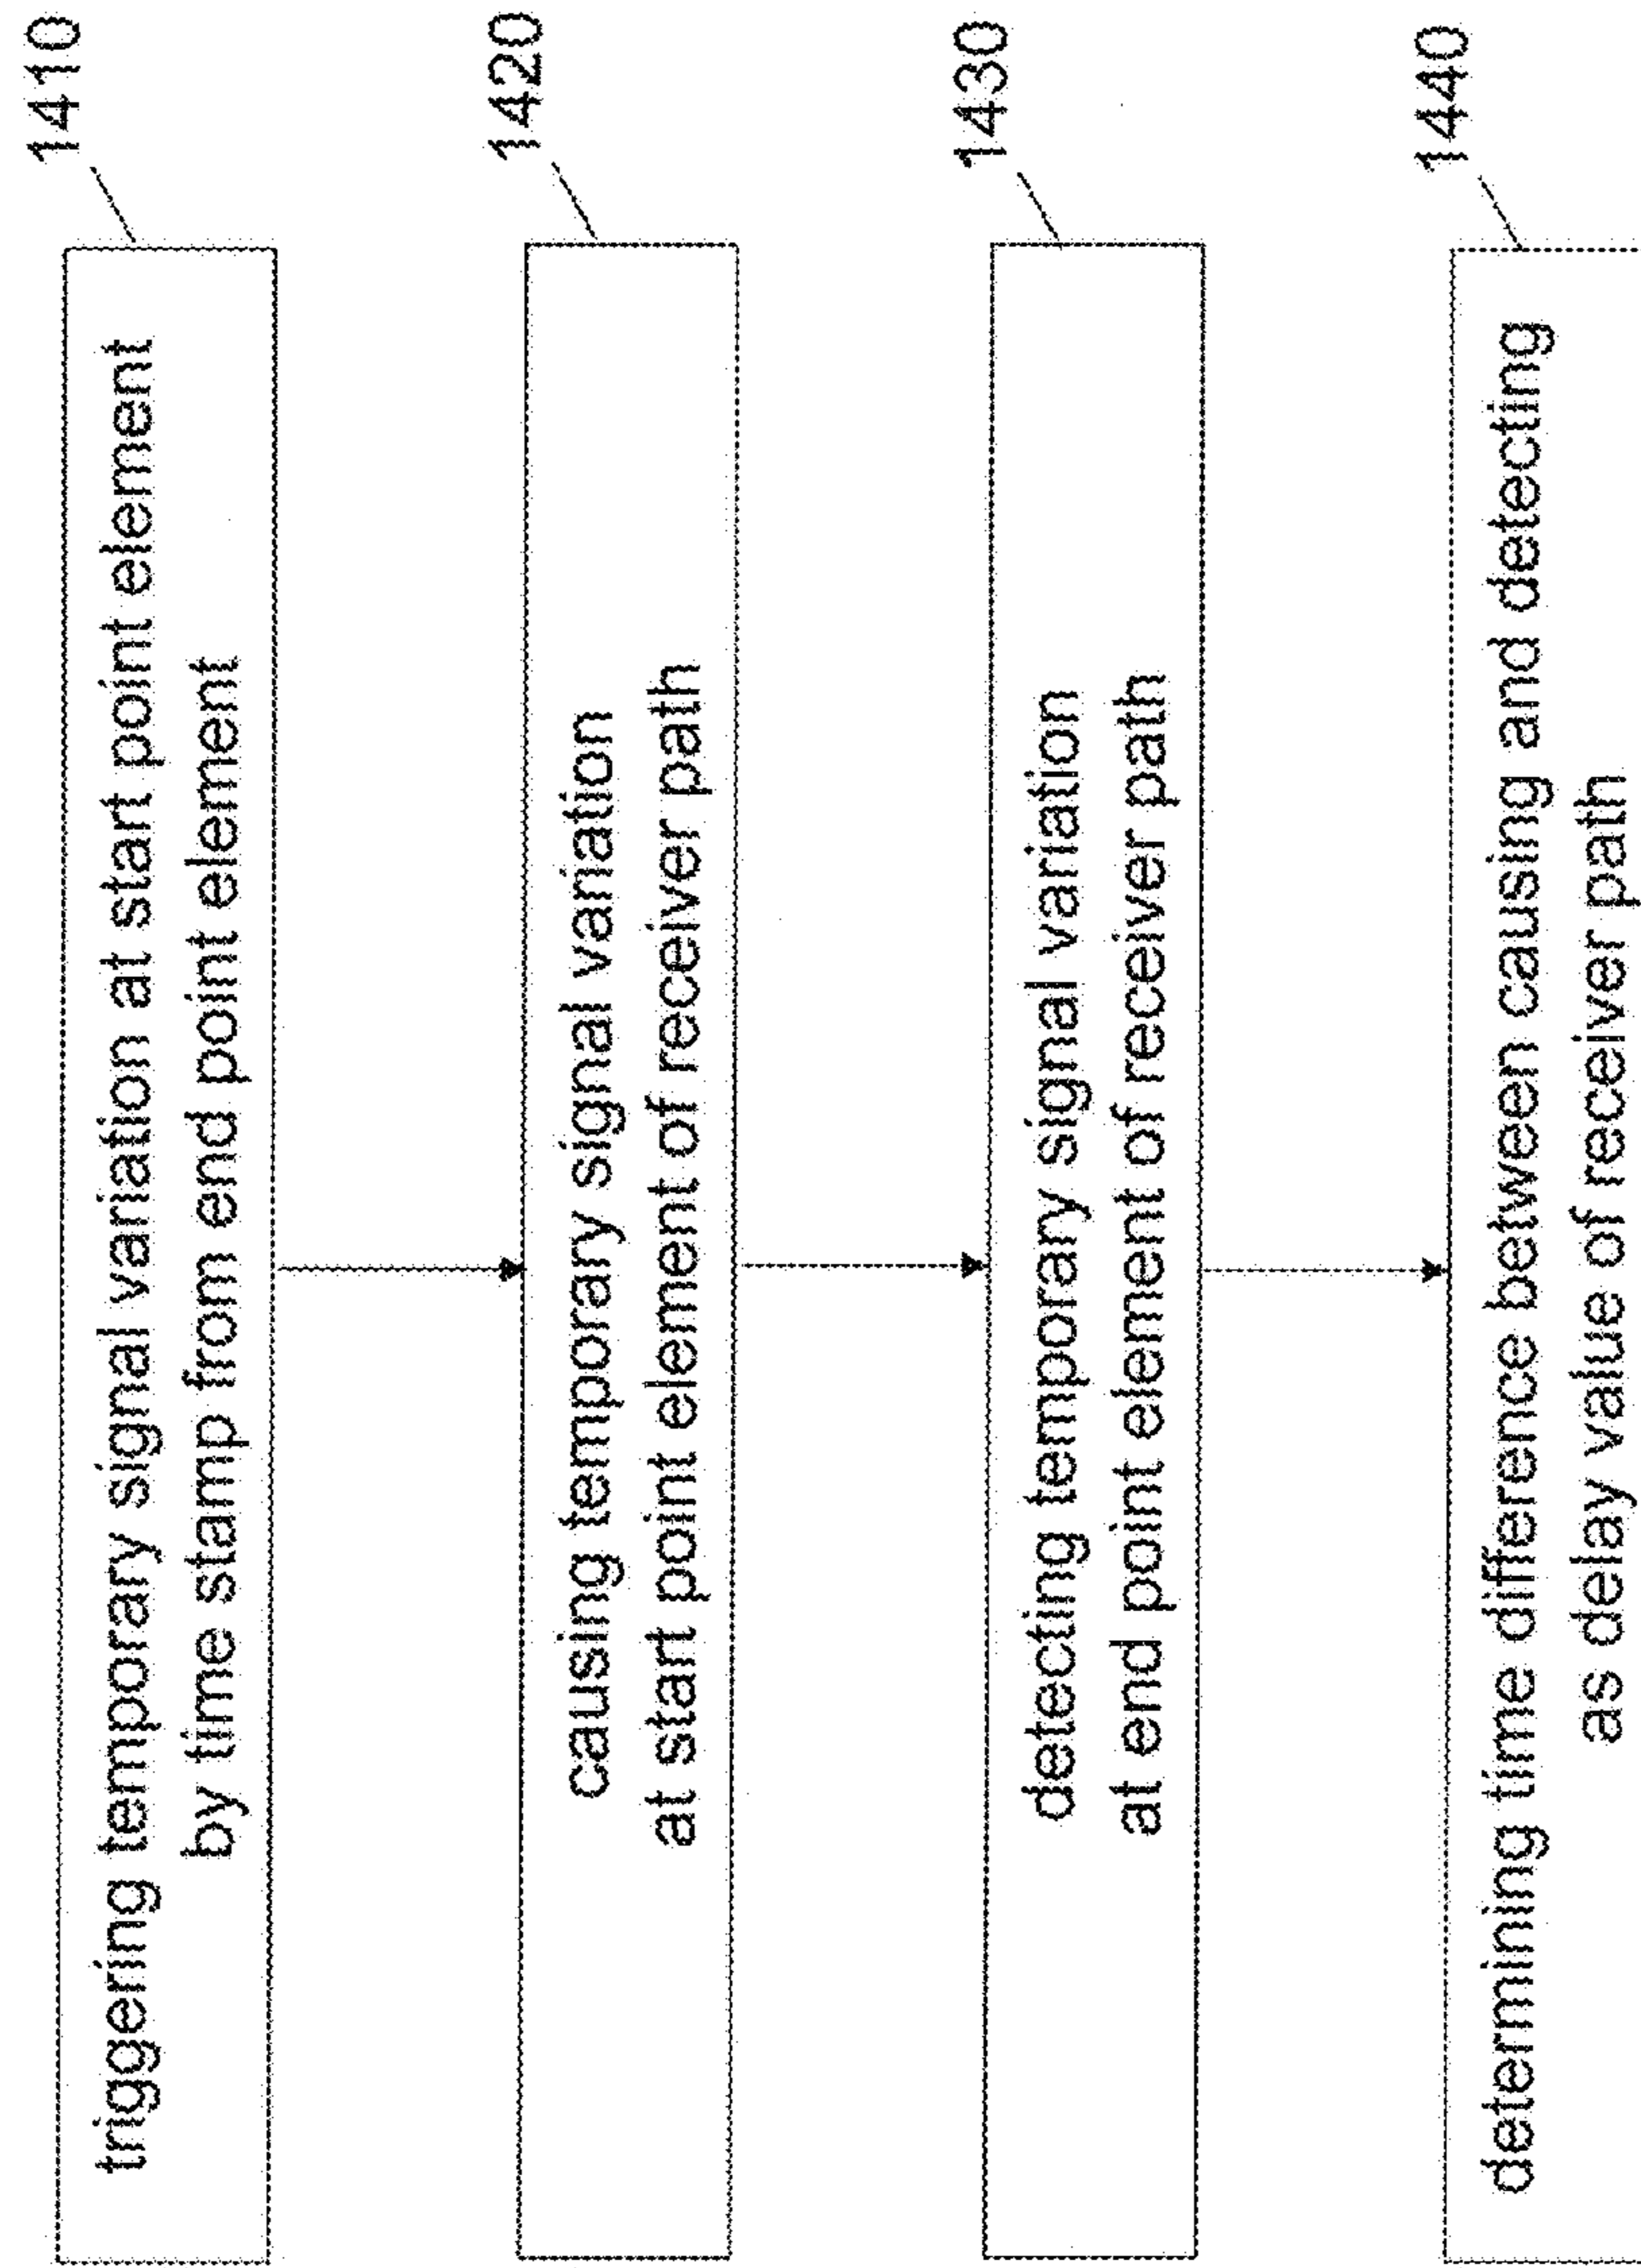 1410
triggering temporary signal variation at start point element
by time stamp from end point element
1420
causing temporary signal variation
at start point element of receiver path
1430
detecting temporary signal variation
at end point element of receiver path
1440
determining time difference between causing and detecting
as delay value of receiver path